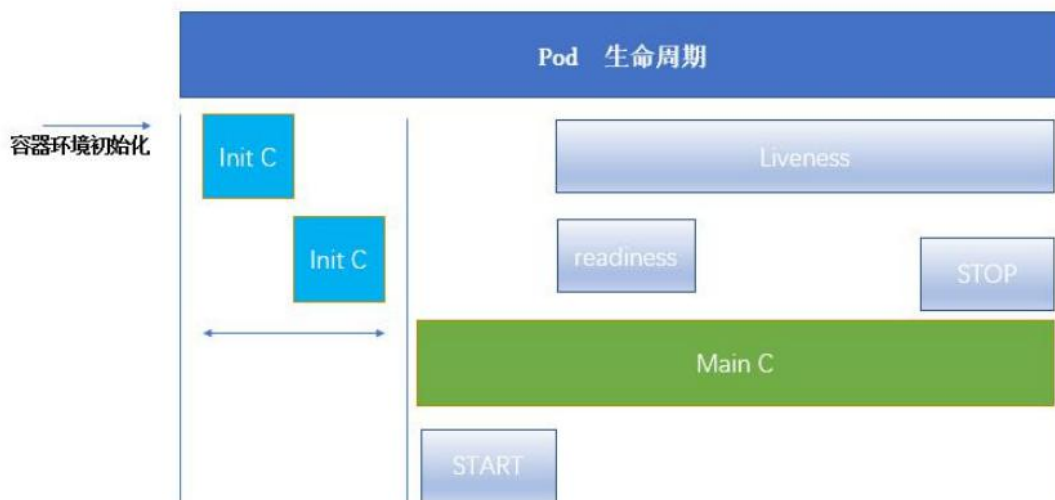 Pod 生命周期
容器环境初始化
Init C
Liveness
Init C
readiness
STOP
Main C
START